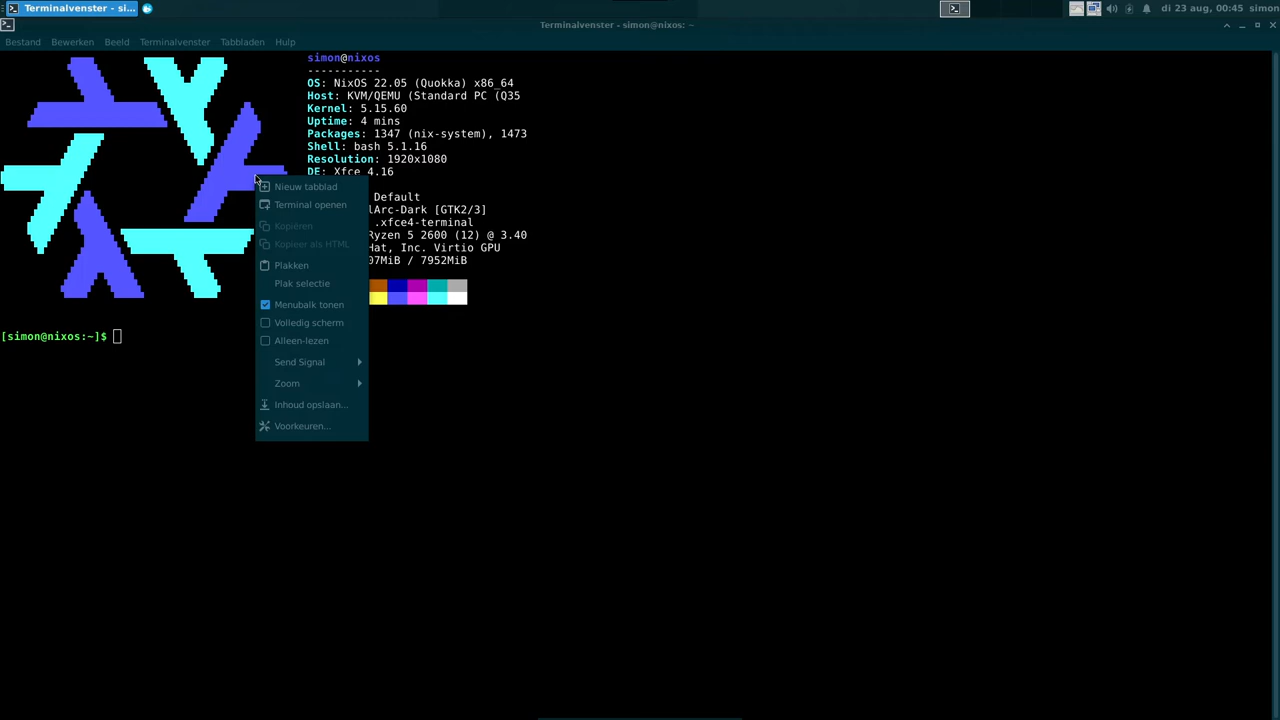 Terminalvenster - si...
di 23 aug, 00:45 simon
Terminalvenster - simon@nixos: ~
Bestand Bewerken Beeld Terminalvenster Tabbladen Hulp
simon@nixos
-----------
OS: NixOS 22.05 (Quokka) x86_64
Host: KVM/QEMU (Standard PC (Q35
Kernel: 5.15.60
Uptime: 4 mins
Packages: 1347 (nix-system), 1473
Shell: bash 5.1.16
Resolution: 1920x1080
DE: Xfce 4.16
Default
lArc-Dark [GTK2/3]
.xfce4-terminal
Ryzen 5 2600 (12) @ 3.40
Hat, Inc. Virtio GPU
07MiB / 7952MiB
Nieuw tabblad
Terminal openen
Kopiëren
Kopieer als HTML
Plakken
Plak selectie
Menubalk tonen
Volledig scherm
Alleen-lezen
Send Signal
Zoom
Inhoud opslaan...
Voorkeuren...
[simon@nixos:~]$